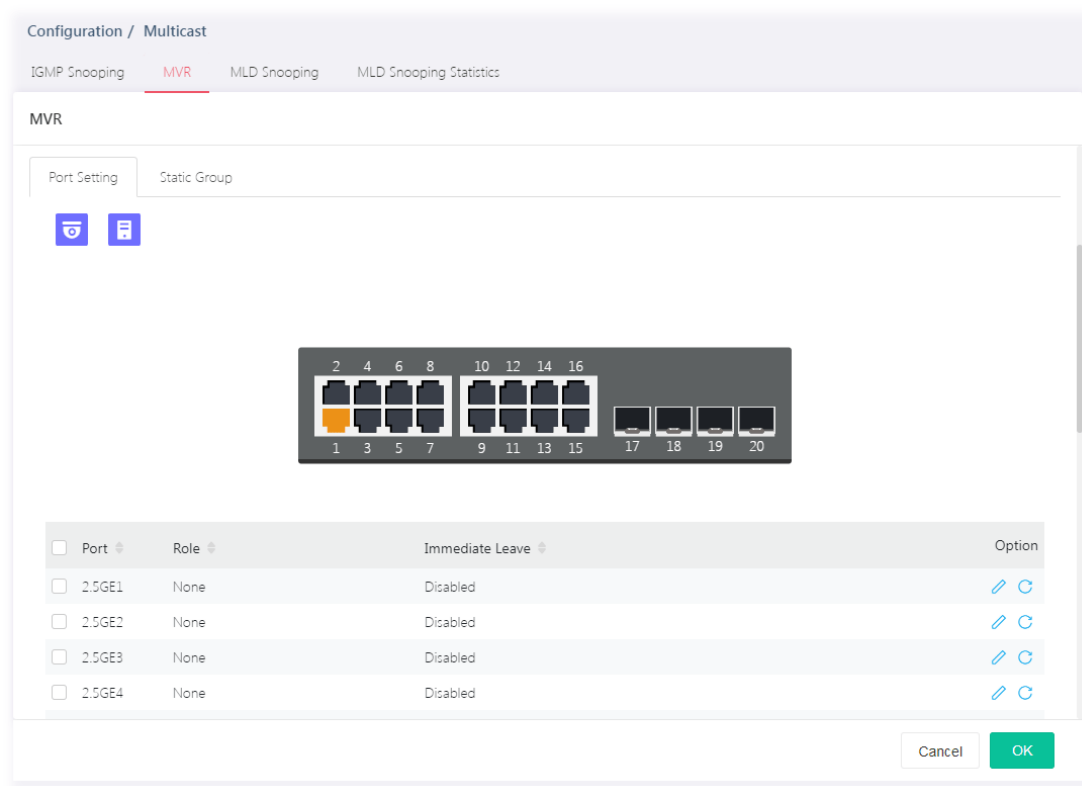 Configuration / Multicast
IGMP Snooping MVR MLD Snooping MLD Snooping Statistics
MVR
Port Setting Static Group
2 4 6 8 10 12 14 16
1 3 5 7 9 11 13 15 17 18 19 20
Port Role Immediate Leave Option
2.5GE1 None Disabled
2.5GE2 None Disabled
2.5GE3 None Disabled
2.5GE4 None Disabled
Cancel OK